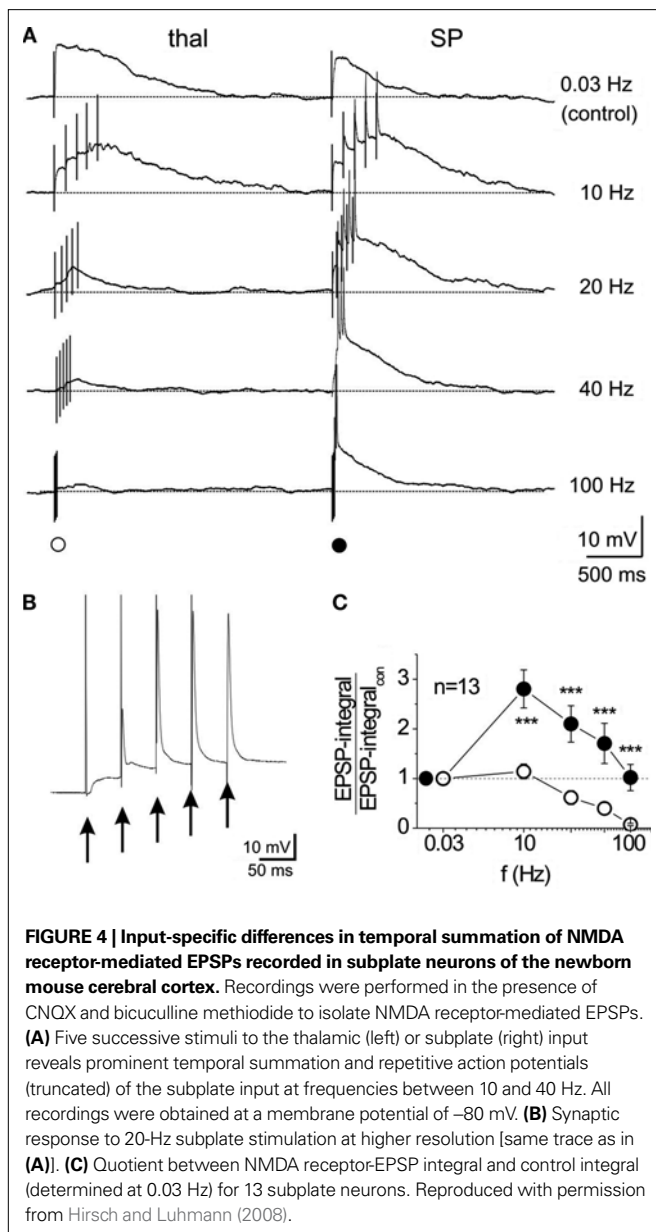 A
thal
SP
0.03 Hz
(control)
10 Hz
20 Hz
40 Hz
100 Hz
10 mV
500 ms
B
10 mV
50 ms
C
EPSP-integral
EPSP-integral con
n=13
***
***
***
***
3
2
1
0
0.03
10
100
f (Hz)
FIGURE 4 | Input-specific differences in temporal summation of NMDA
receptor-mediated EPSPs recorded in subplate neurons of the newborn
mouse cerebral cortex. Recordings were performed in the presence of
CNQX and bicuculline methiodide to isolate NMDA receptor-mediated EPSPs.
(A) Five successive stimuli to the thalamic (left) or subplate (right) input
reveals prominent temporal summation and repetitive action potentials
(truncated) of the subplate input at frequencies between 10 and 40 Hz. All
recordings were obtained at a membrane potential of –80 mV. (B) Synaptic
response to 20-Hz subplate stimulation at higher resolution [same trace as in
(A)]. (C) Quotient between NMDA receptor-EPSP integral and control integral
(determined at 0.03 Hz) for 13 subplate neurons. Reproduced with permission
from Hirsch and Luhmann (2008).